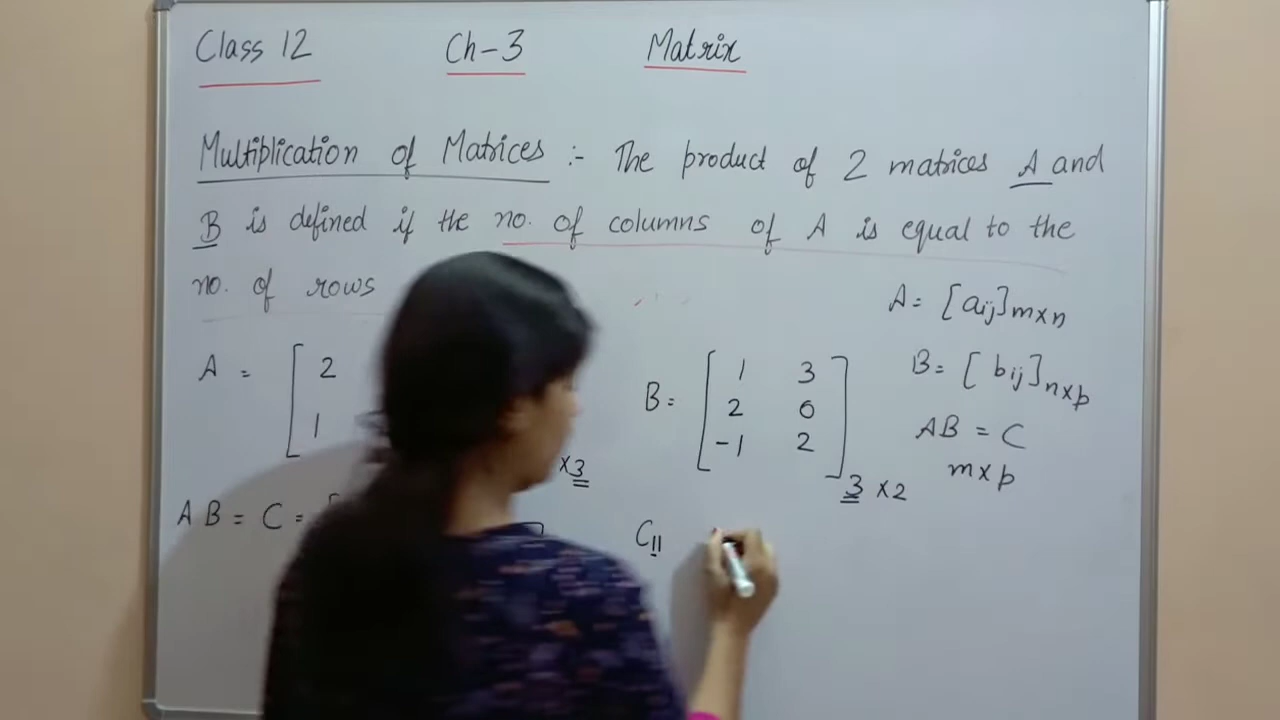 Class 12 Ch-3 Matrix
Multiplication of Matrices :- The product of 2 matrices A and
B is defined if the no. of columns of A is equal to the
no. of rows
A = [aij]m×n
A = [ 2
1
×3
B = [ 1 3
2 0
-1 2 ] 3×2
B = [bij]n×p
AB = C
m×p
AB = C =
C11